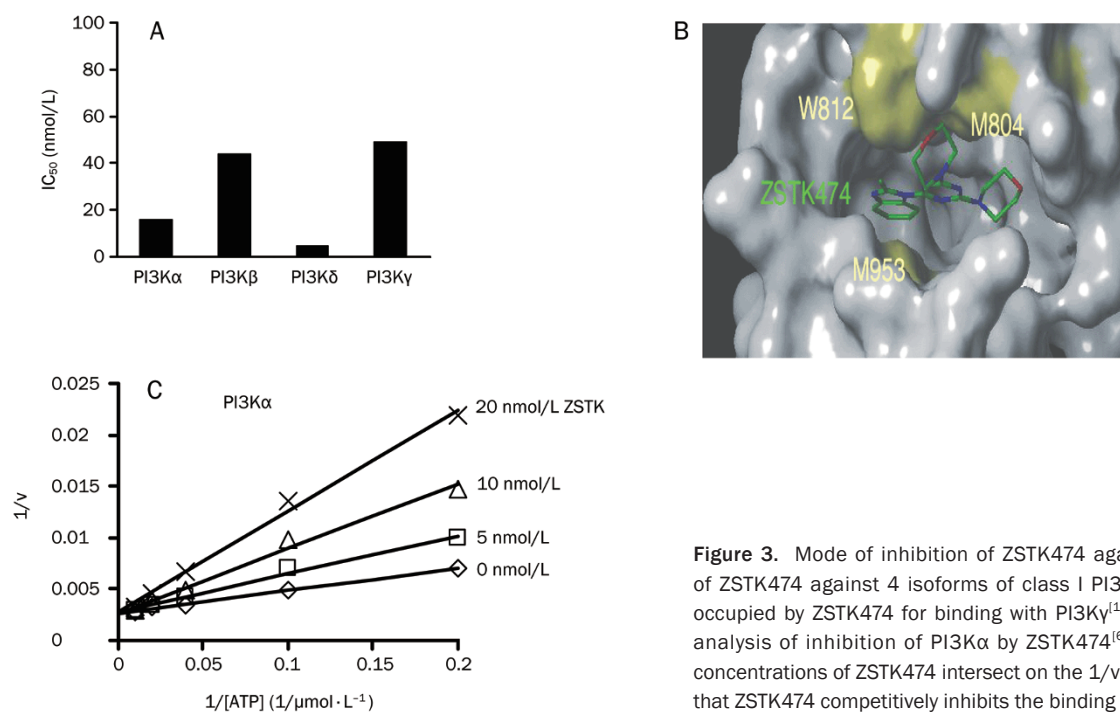 A
100
80
60
40
20
0
IC50 (nmol/L)
PI3Kα PI3Kβ PI3Kδ PI3Kγ
B
W812
M804
ZSTK474
M953
C
PI3Kα
0.025
0.02
0.015
0.01
0.005
0
1/v
20 nmol/L ZSTK
10 nmol/L
5 nmol/L
0 nmol/L
0 0.05 0.1 0.15 0.2
1/[ATP] (1/μmol·L⁻¹)
Figure 3. Mode of inhibition of ZSTK474
of ZSTK474 against 4 isoforms of class I
occupied by ZSTK474 for binding with PI3Kγ
analysis of inhibition of PI3Kα by ZSTK474
concentrations of ZSTK474 intersect on the 1/v
that ZSTK474 competitively inhibits the binding